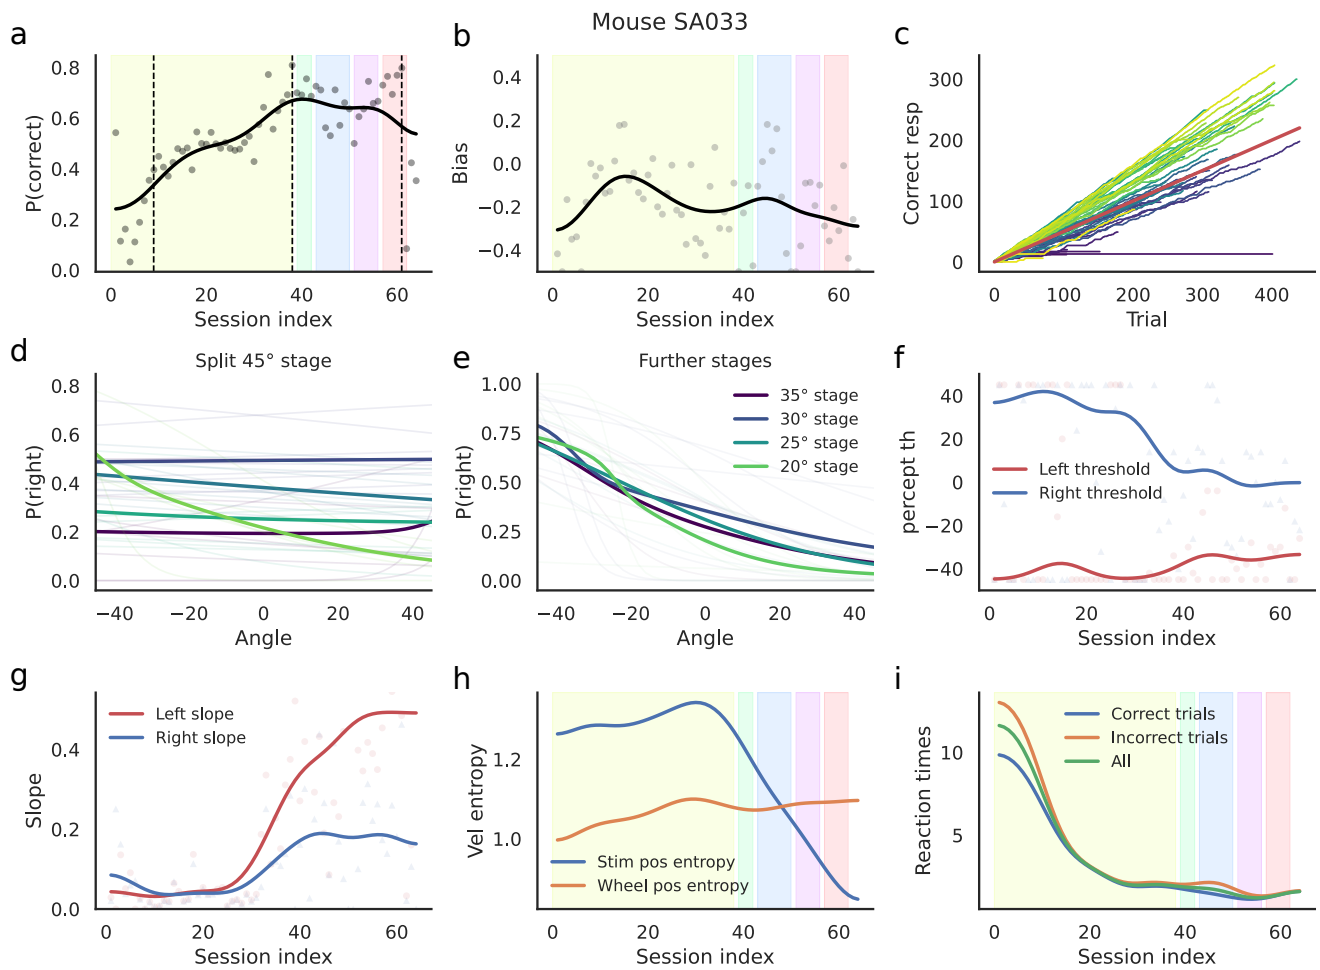 Mouse SA033
a
0.8
0.6
0.4
0.2
0.0
P(correct)
0
20
40
60
Session index
b
0.4
0.2
0.0
−0.2
−0.4
Bias
0
20
40
60
Session index
c
300
200
100
0
Correct resp
0
100
200
300
400
Trial
d
Split 45° stage
0.8
0.6
0.4
0.2
0.0
P(right)
−40
−20
0
20
40
Angle
e
Further stages
1.00
0.75
0.50
0.25
0.00
P(right)
35° stage
30° stage
25° stage
20° stage
−40
−20
0
20
40
Angle
f
40
20
0
−20
−40
percept th
Left threshold
Right threshold
0
20
40
60
Session index
g
0.4
0.2
0.0
Slope
Left slope
Right slope
0
20
40
60
Session index
h
1.2
1.0
Vel entropy
Stim pos entropy
Wheel pos entropy
0
20
40
60
Session index
i
10
5
Reaction times
Correct trials
Incorrect trials
All
0
20
40
60
Session index